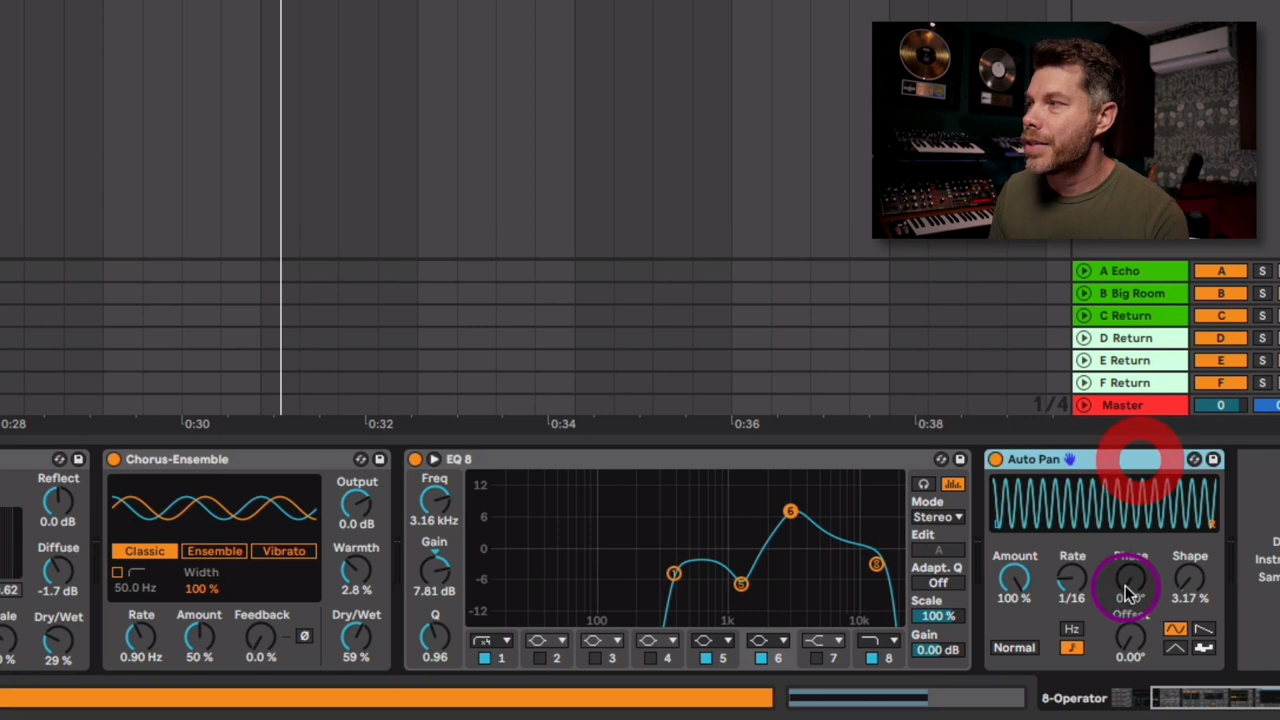 A Echo A S
B Big Room B S
C Return C S
D Return D S
E Return E S
F Return F S
1/4 Master 0
0:28 0:30 0:32 0:34 0:36 0:38
Reflect
0.0 dB
Diffuse
-1.7 dB
Dry/Wet
29 %
Chorus-Ensemble
Output
0.0 dB
Classic Ensemble Vibrato
Warmth
2.8 %
Width
50.0 Hz 100 %
Rate Amount Feedback Dry/Wet
0.90 Hz 50 % 0.0 % Ø 59 %
EQ 8
Freq
3.16 kHz
Gain
7.81 dB
Q
0.96
12
6
0
-6
-12
100 1k 10k
6
8
5
1 2 3 4 5 6 7 8
Mode
Stereo
Edit
A
Adapt. Q
Off
Scale
100 %
Gain
0.00 dB
Auto Pan
L R
Amount Rate Phase Shape
100 % 1/16 3.17 %
Offset
Hz
Normal 0.00°
8-Operator